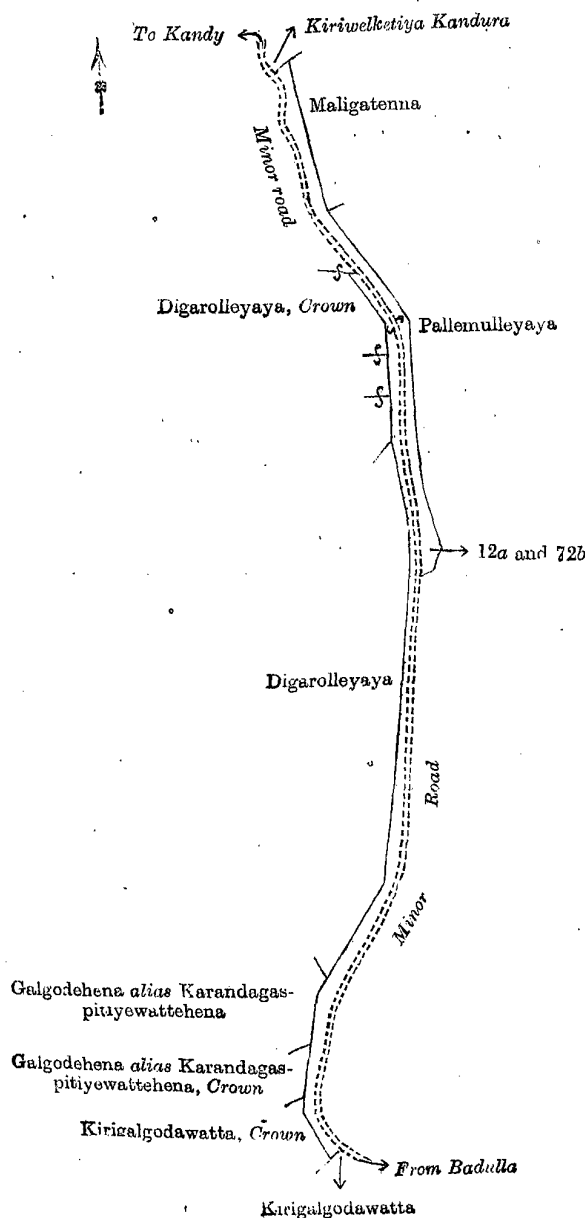 To Kandy
Kiriwelketiya Kandura
Maligatenna
Minor road
Digarolleyaya, Crown
Pallemulleyaya
12a and 72b
Digarolleyaya
Road
Minor
Galgodehena alias Karandagas-
pitiyewattehena
Galgodehena alias Karandagas-
pitiyewattehena, Crown
Kirigalgodawatta, Crown
From Badulla
Kirigalgodawatta